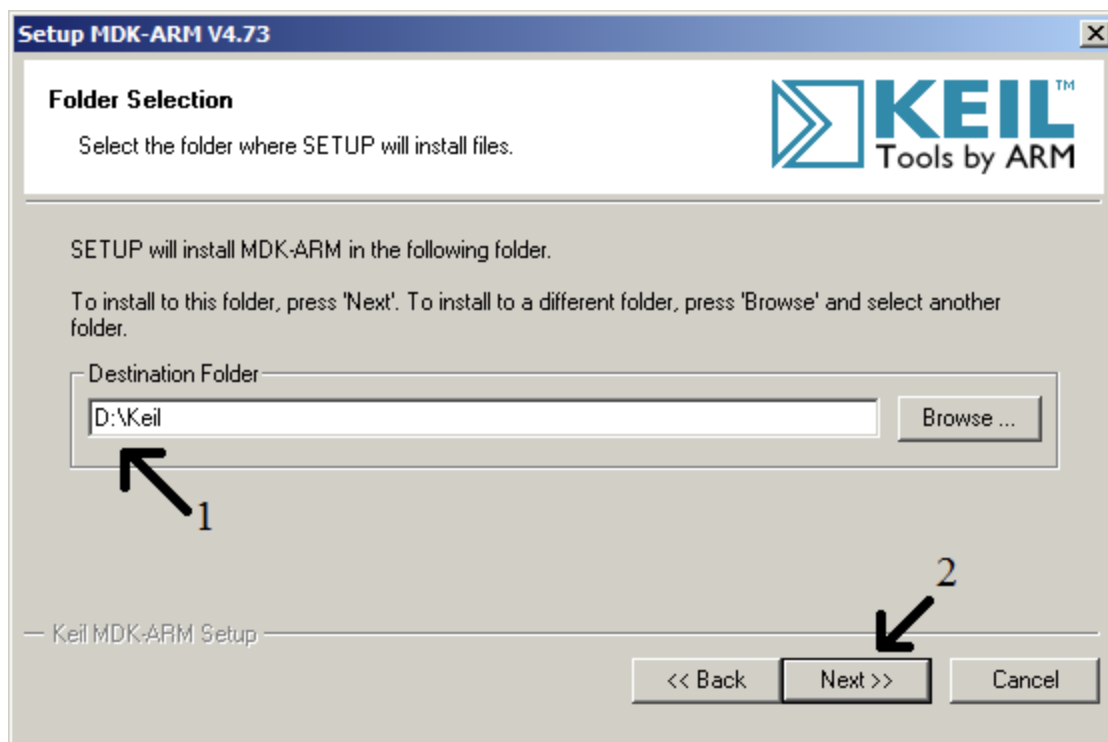 Setup MDK-ARM V4.73
Folder Selection
Select the folder where SETUP will install files.
KEIL™
Tools by ARM
SETUP will install MDK-ARM in the following folder.
To install to this folder, press 'Next'. To install to a different folder, press 'Browse' and select another
folder.
Destination Folder
D:\Keil
Browse ...
1
2
Keil MDK-ARM Setup
<< Back
Next >>
Cancel